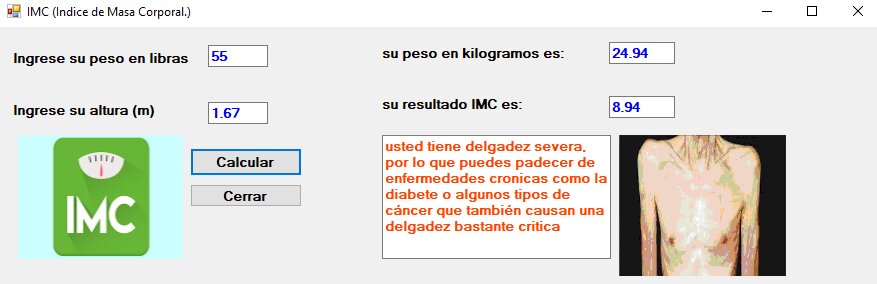 IMC (Indice de Masa Corporal.)
Ingrese su peso en libras
55
su peso en kilogramos es:
24.94
Ingrese su altura (m)
1.67
su resultado IMC es:
8.94
IMC
Calcular
Cerrar
usted tiene delgadez severa,
por lo que puedes padecer de
enfermedades cronicas como la
diabete o algunos tipos de
cáncer que también causan una
delgadez bastante critica